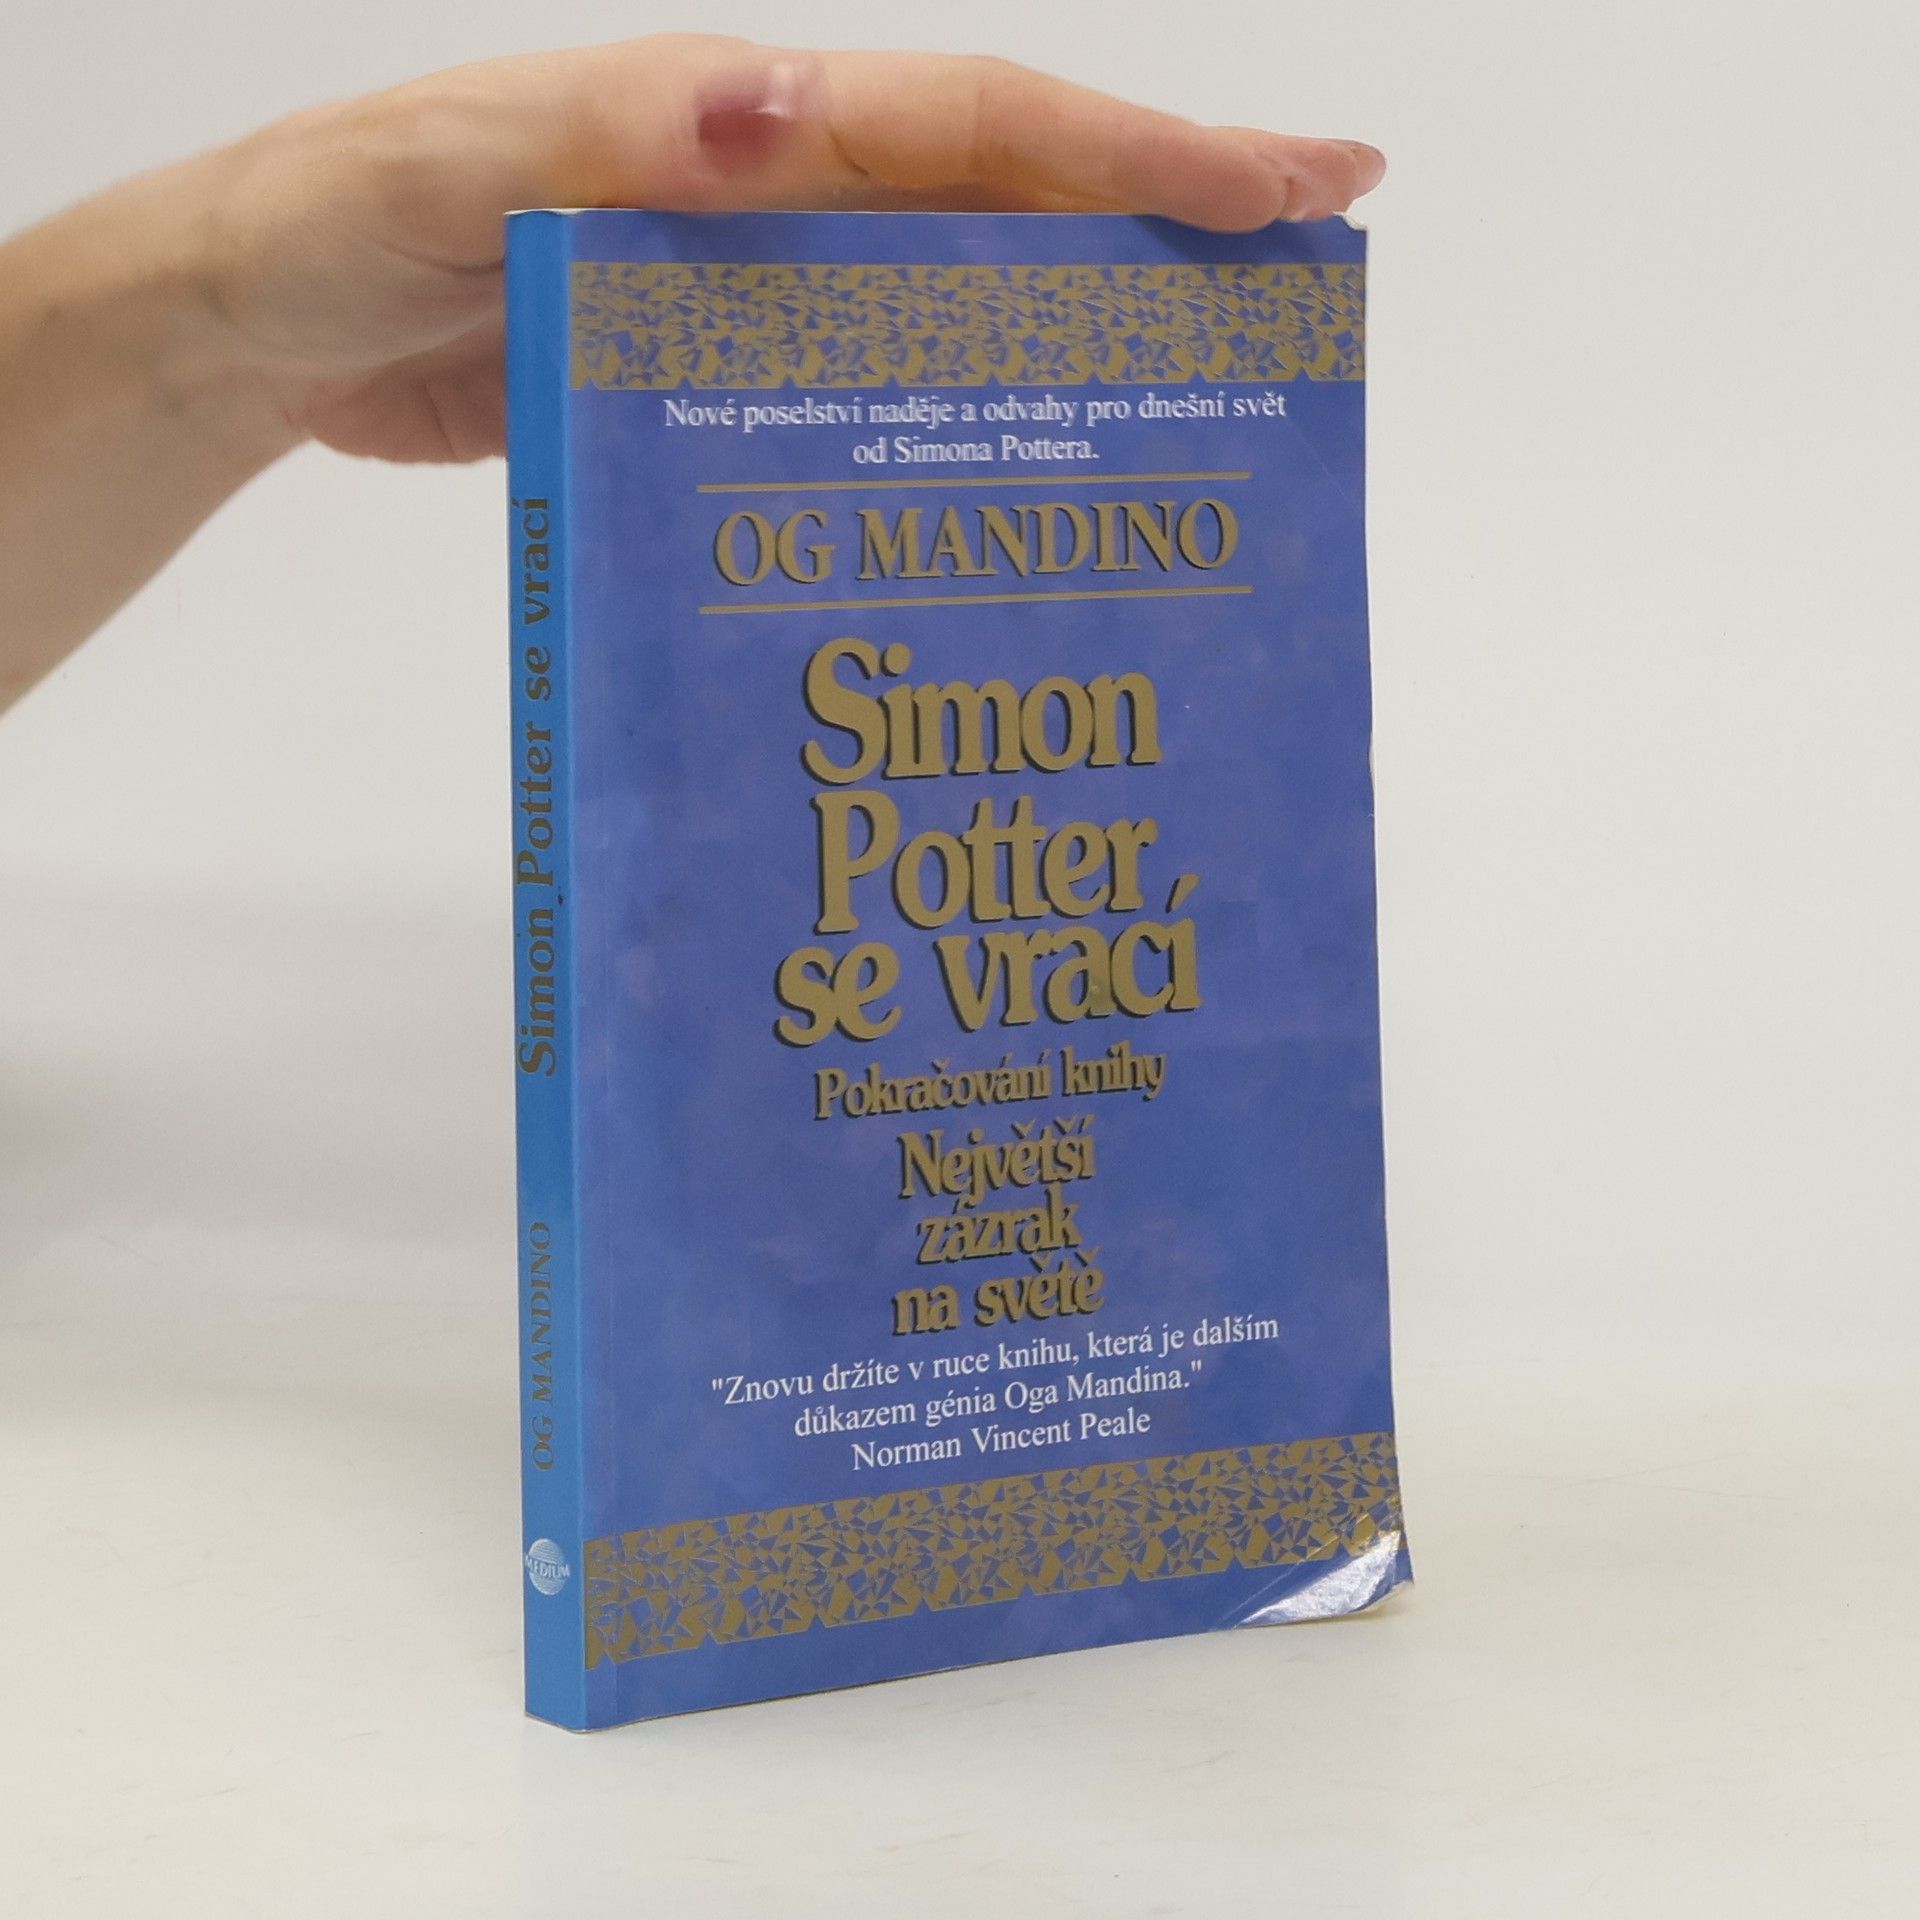 Nové poselství naděje a odvahy pro dnešní svět
od Simona Pottera.
OG MANDINO
Simon
Potter
se vrací
Pokračování knihy
Největší
zázrak
na světě
"Znovu držíte v ruce knihu, která je dalším
důkazem génia Oga Mandina."
Norman Vincent Peale
OG MANDINO Simon Potter se vrací
MEDIUM